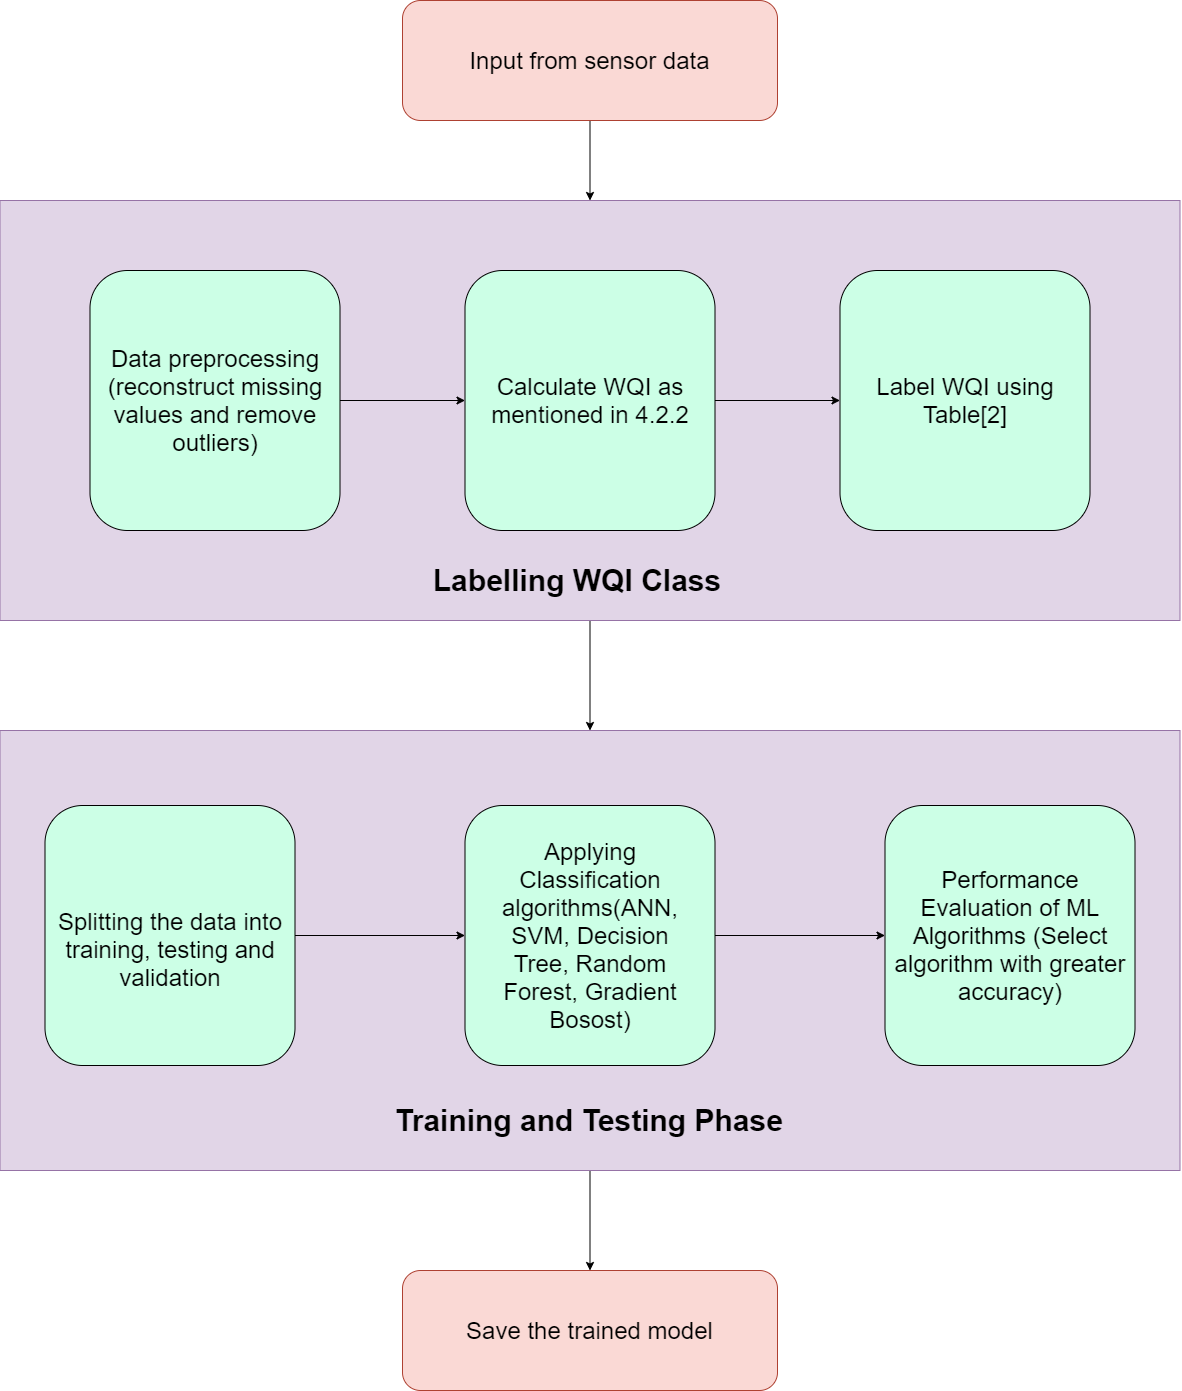 Input from sensor data
Data preprocessing
(reconstruct missing
values and remove
outliers)
Calculate WQI as
mentioned in 4.2.2
Label WQI using
Table[2]
Labelling WQI Class
Splitting the data into
training, testing and
validation
Applying
Classification
algorithms(ANN,
SVM, Decision
Tree, Random
Forest, Gradient
Bosost)
Performance
Evaluation of ML
Algorithms (Select
algorithm with greater
accuracy)
Training and Testing Phase
Save the trained model